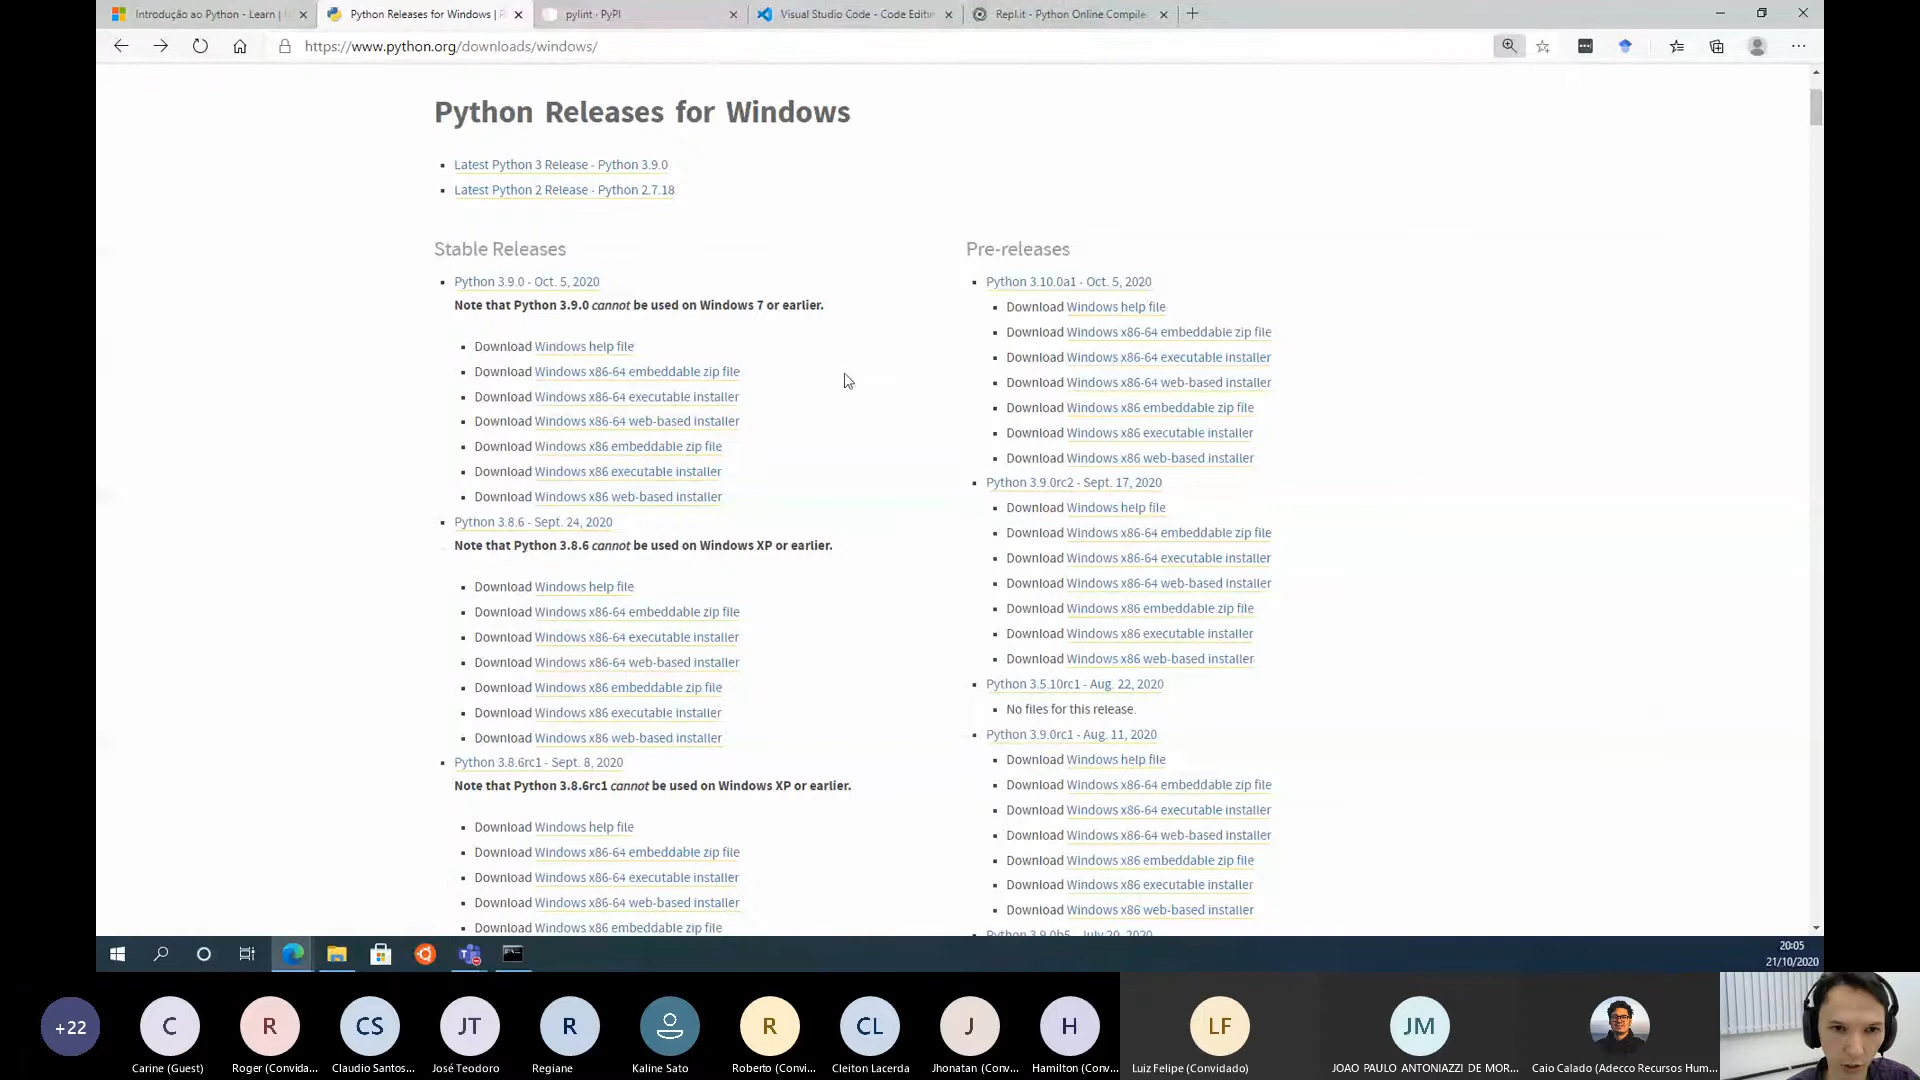 Introdução ao Python - Learn |
Python Releases for Windows |
pylint · PyPI
Visual Studio Code - Code Editin
Repl.it - Python Online Compile
https://www.python.org/downloads/windows/
Python Releases for Windows
Latest Python 3 Release - Python 3.9.0
Latest Python 2 Release - Python 2.7.18
Stable Releases
Python 3.9.0 - Oct. 5, 2020
Note that Python 3.9.0 cannot be used on Windows 7 or earlier.
Download Windows help file
Download Windows x86-64 embeddable zip file
Download Windows x86-64 executable installer
Download Windows x86-64 web-based installer
Download Windows x86 embeddable zip file
Download Windows x86 executable installer
Download Windows x86 web-based installer
Python 3.8.6 - Sept. 24, 2020
Note that Python 3.8.6 cannot be used on Windows XP or earlier.
Download Windows help file
Download Windows x86-64 embeddable zip file
Download Windows x86-64 executable installer
Download Windows x86-64 web-based installer
Download Windows x86 embeddable zip file
Download Windows x86 executable installer
Download Windows x86 web-based installer
Python 3.8.6rc1 - Sept. 8, 2020
Note that Python 3.8.6rc1 cannot be used on Windows XP or earlier.
Download Windows help file
Download Windows x86-64 embeddable zip file
Download Windows x86-64 executable installer
Download Windows x86-64 web-based installer
Download Windows x86 embeddable zip file
Pre-releases
Python 3.10.0a1 - Oct. 5, 2020
Download Windows help file
Download Windows x86-64 embeddable zip file
Download Windows x86-64 executable installer
Download Windows x86-64 web-based installer
Download Windows x86 embeddable zip file
Download Windows x86 executable installer
Download Windows x86 web-based installer
Python 3.9.0rc2 - Sept. 17, 2020
Download Windows help file
Download Windows x86-64 embeddable zip file
Download Windows x86-64 executable installer
Download Windows x86-64 web-based installer
Download Windows x86 embeddable zip file
Download Windows x86 executable installer
Download Windows x86 web-based installer
Python 3.5.10rc1 - Aug. 22, 2020
No files for this release.
Python 3.9.0rc1 - Aug. 11, 2020
Download Windows help file
Download Windows x86-64 embeddable zip file
Download Windows x86-64 executable installer
Download Windows x86-64 web-based installer
Download Windows x86 embeddable zip file
Download Windows x86 executable installer
Download Windows x86 web-based installer
Python 3.9.0b5 - July 20, 2020
20:05
21/10/2020
+22
C
R
CS
JT
R
R
CL
J
H
LF
JM
Carine (Guest)
Roger (Convida...
Claudio Santos...
José Teodoro
Regiane
Kaline Sato
Roberto (Convi...
Cleiton Lacerda
Jhonatan (Conv...
Hamilton (Conv...
Luiz Felipe (Convidado)
JOAO PAULO ANTONIAZZI DE MOR...
Caio Calado (Adecco Recursos Hum...